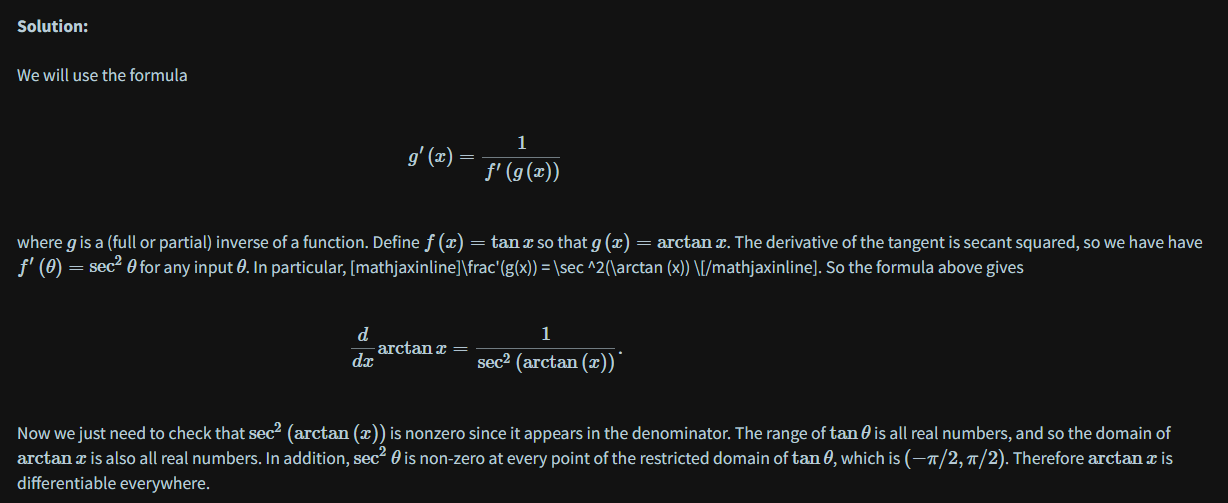 Solution:
We will use the formula
g′(x) = 1 / f′(g(x))
where g is a (full or partial) inverse of a function. Define f(x) = tan x so that g(x) = arctan x. The derivative of the tangent is secant squared, so we have have
f′(θ) = sec² θ for any input θ. In particular, [mathjaxinline]\frac'(g(x)) = \sec ^2(\arctan (x)) \[/mathjaxinline]. So the formula above gives
d/dx arctan x = 1 / sec² (arctan (x)).
Now we just need to check that sec² (arctan (x)) is nonzero since it appears in the denominator. The range of tan θ is all real numbers, and so the domain of
arctan x is also all real numbers. In addition, sec² θ is non-zero at every point of the restricted domain of tan θ, which is (−π/2, π/2). Therefore arctan x is
differentiable everywhere.